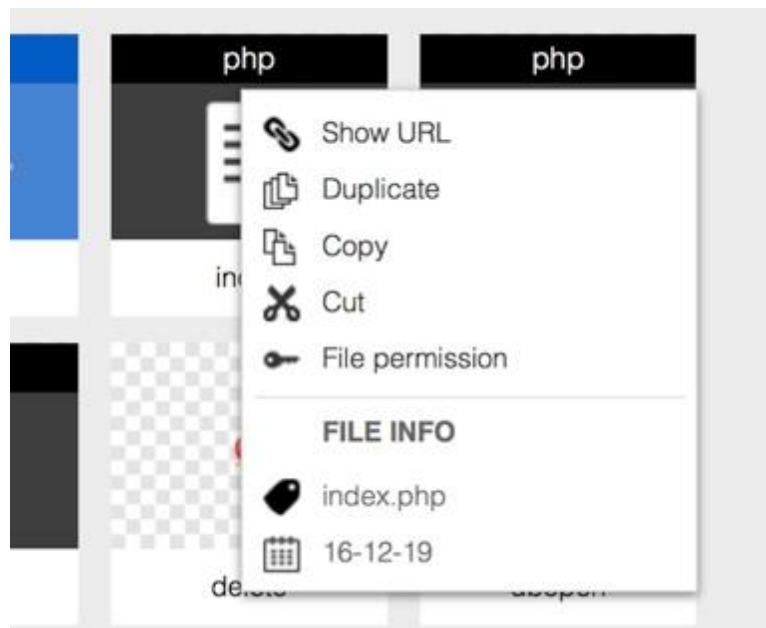 php
php
Show URL
Duplicate
Copy
Cut
File permission
FILE INFO
index.php
16-12-19